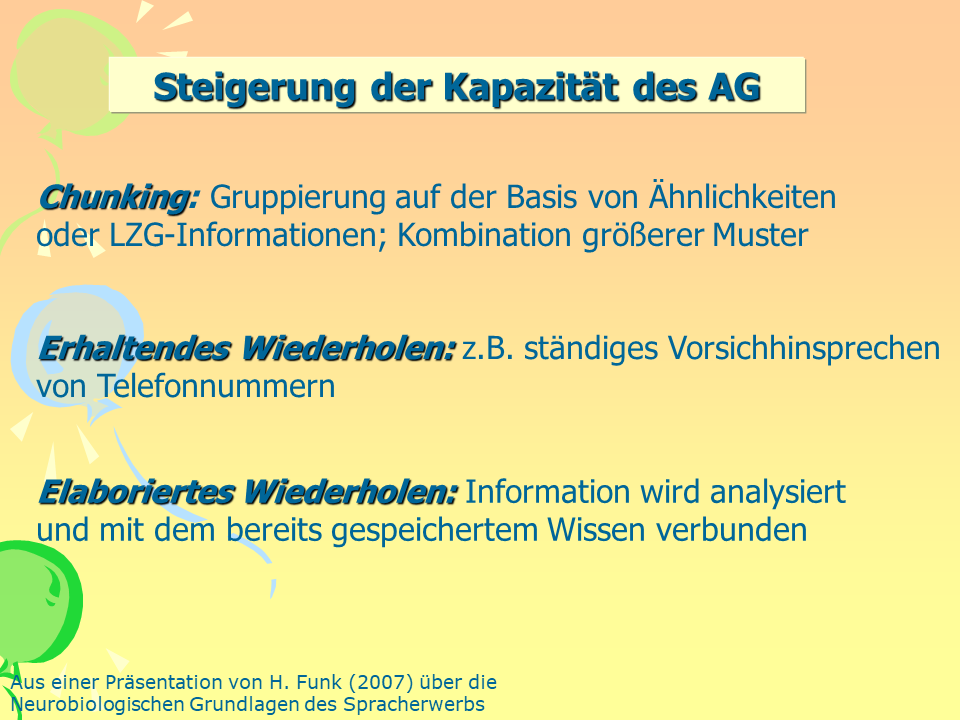 Steigerung der Kapazität des AG
Chunking: Gruppierung auf der Basis von Ähnlichkeiten
oder LZG-Informationen; Kombination größerer Muster
Erhaltendes Wiederholen: z.B. ständiges Vorsichhinsprechen
von Telefonnummern
Elaboriertes Wiederholen: Information wird analysiert
und mit dem bereits gespeichertem Wissen verbunden
Aus einer Präsentation von H. Funk (2007) über die
Neurobiologischen Grundlagen des Spracherwerbs